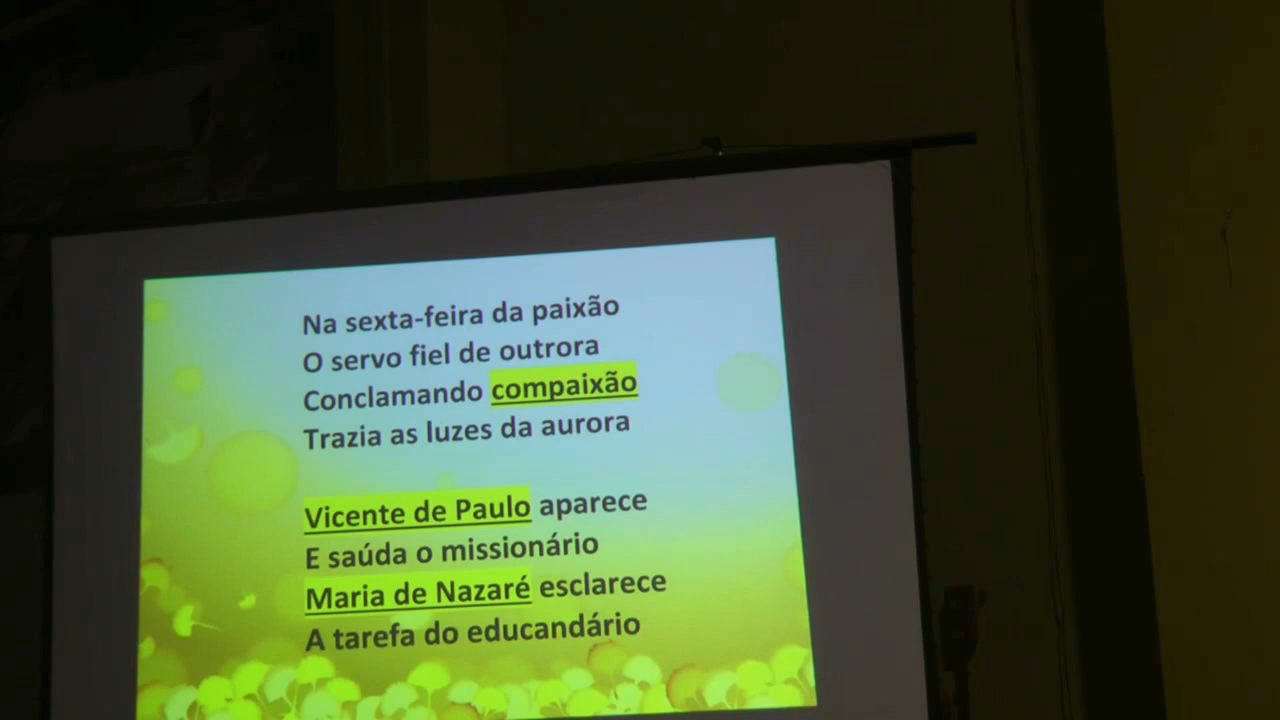 Na sexta-feira da paixão
O servo fiel de outrora
Conclamando compaixão
Trazia as luzes da aurora
Vicente de Paulo aparece
E saúda o missionário
Maria de Nazaré esclarece
A tarefa do educandário